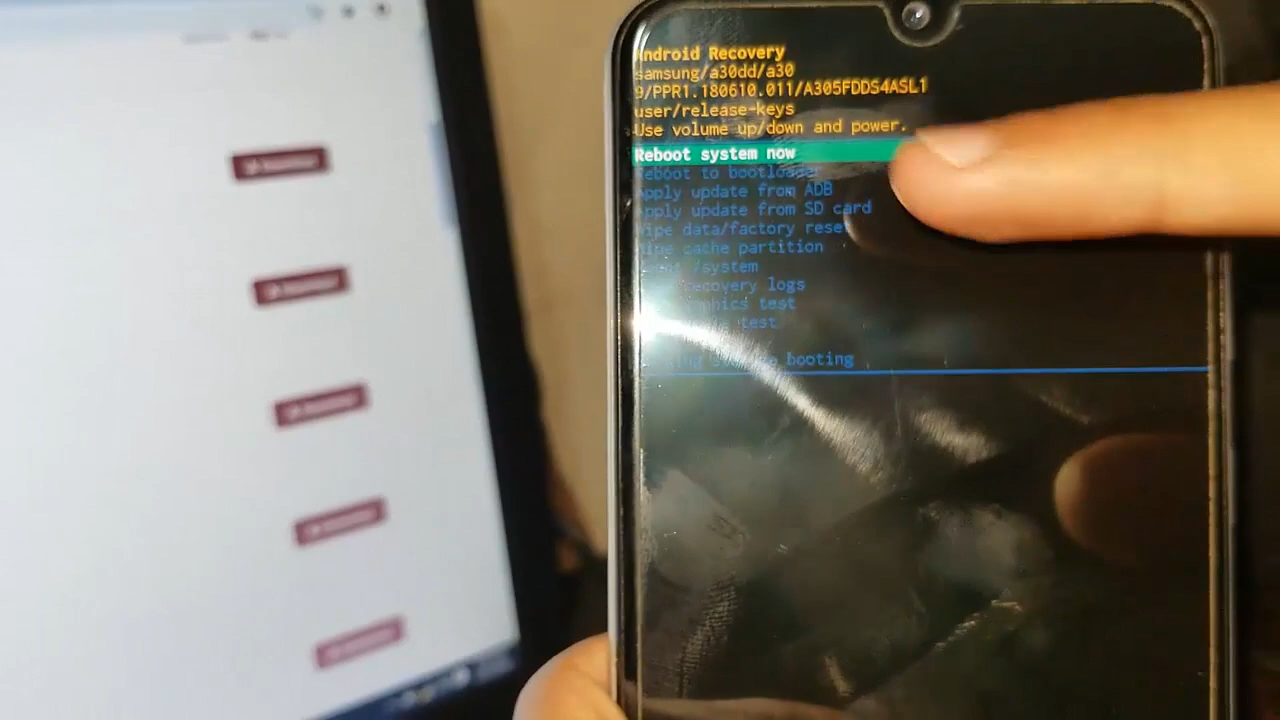 Android Recovery
samsung/a30dd/a30
9/PPR1.180610.011/A305FDDS4ASL1
user/release-keys
Use volume up/down and power.
Reboot system now
Reboot to bootloader
Apply update from ADB
Apply update from SD card
Wipe data/factory reset
Wipe cache partition
/system
recovery logs
test
test
booting